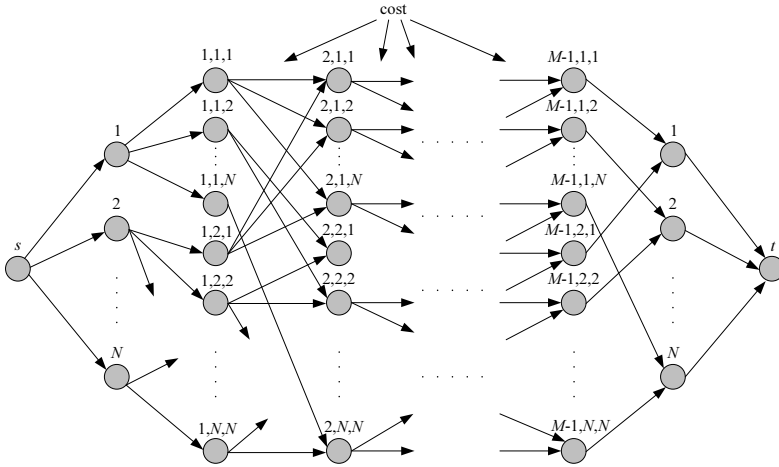 cost
1,1,1
2,1,1
M-1,1,1
1,1,2
2,1,2
M-1,1,2
1
1
1,1,N
2,1,N
M-1,1,N
2
2
1,2,1
2,2,1
M-1,2,1
s
t
1,2,2
2,2,2
M-1,2,2
N
N
1,N,N
2,N,N
M-1,N,N